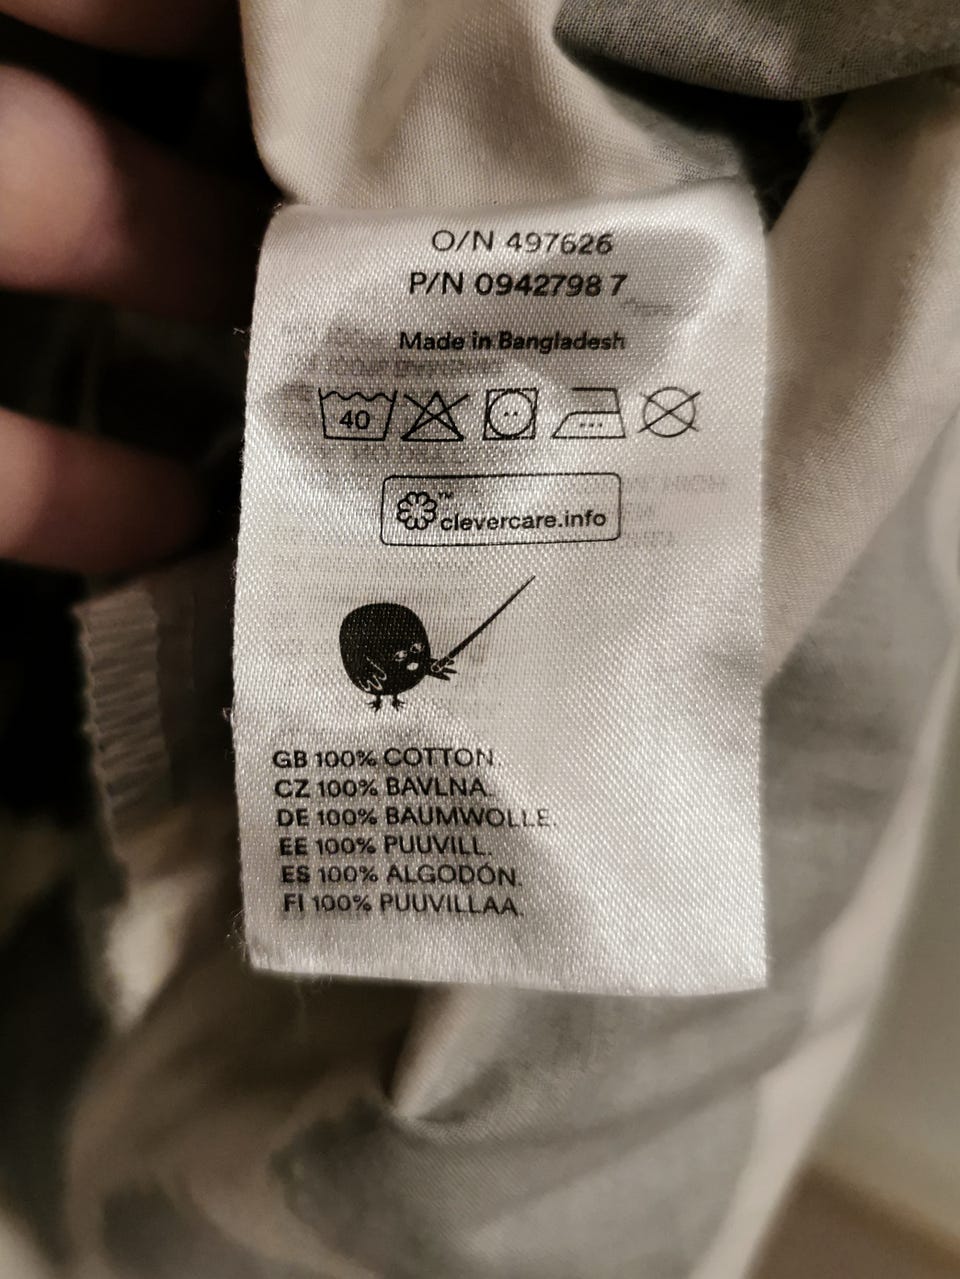 O/N 497626
P/N 0942798 7
Made in Bangladesh
40
™
clevercare.info
GB 100% COTTON.
CZ 100% BAVLNA.
DE 100% BAUMWOLLE.
EE 100% PUUVILL.
ES 100% ALGODÓN.
FI 100% PUUVILLAA.